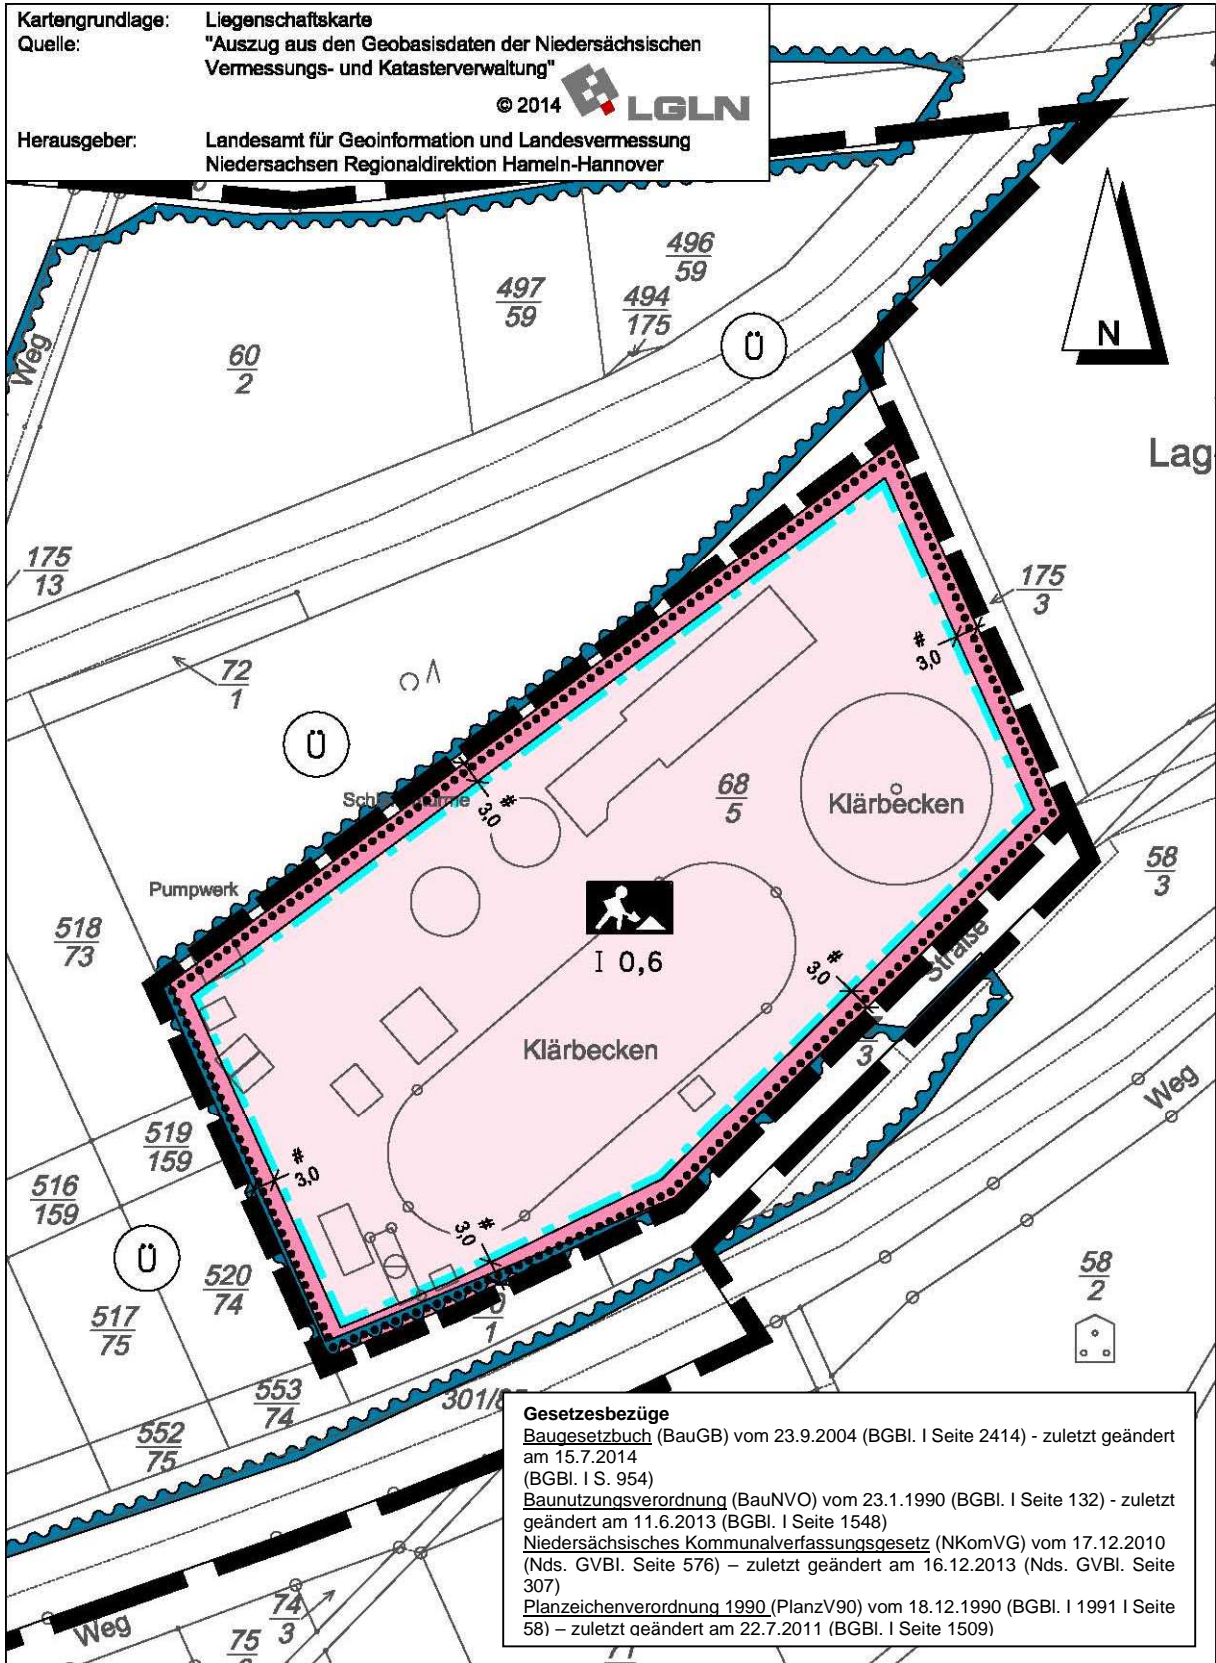 Kartengrundlage: Liegenschaftskarte
Quelle: "Auszug aus den Geobasisdaten der Niedersächsischen
Vermessungs- und Katasterverwaltung"
© 2014 LGLN
Herausgeber: Landesamt für Geoinformation und Landesvermessung
Niedersachsen Regionaldirektion Hameln-Hannover
496
59
497
59
494
175
Ü
N
60
2
Weg
Lag
175
13
175
3
#
3,0
72
1
Ü
#
3,0
68
5
Klärbecken
Pumpwerk
58
3
518
73
I 0,6
#
3,0
Straße
3
Klärbecken
Weg
519
159
#
3,0
516
159
#
3,0
Ü
520
74
58
2
517
75
1
553
74
301/8
552
75
74
3
Weg
75
71
Gesetzesbezüge
Baugesetzbuch (BauGB) vom 23.9.2004 (BGBl. I Seite 2414) - zuletzt geändert
am 15.7.2014
(BGBl. I S. 954)
Baunutzungsverordnung (BauNVO) vom 23.1.1990 (BGBl. I Seite 132) - zuletzt
geändert am 11.6.2013 (BGBl. I Seite 1548)
Niedersächsisches Kommunalverfassungsgesetz (NKomVG) vom 17.12.2010
(Nds. GVBl. Seite 576) – zuletzt geändert am 16.12.2013 (Nds. GVBl. Seite
307)
Planzeichenverordnung 1990 (PlanzV90) vom 18.12.1990 (BGBl. I 1991 I Seite
58) – zuletzt geändert am 22.7.2011 (BGBl. I Seite 1509)